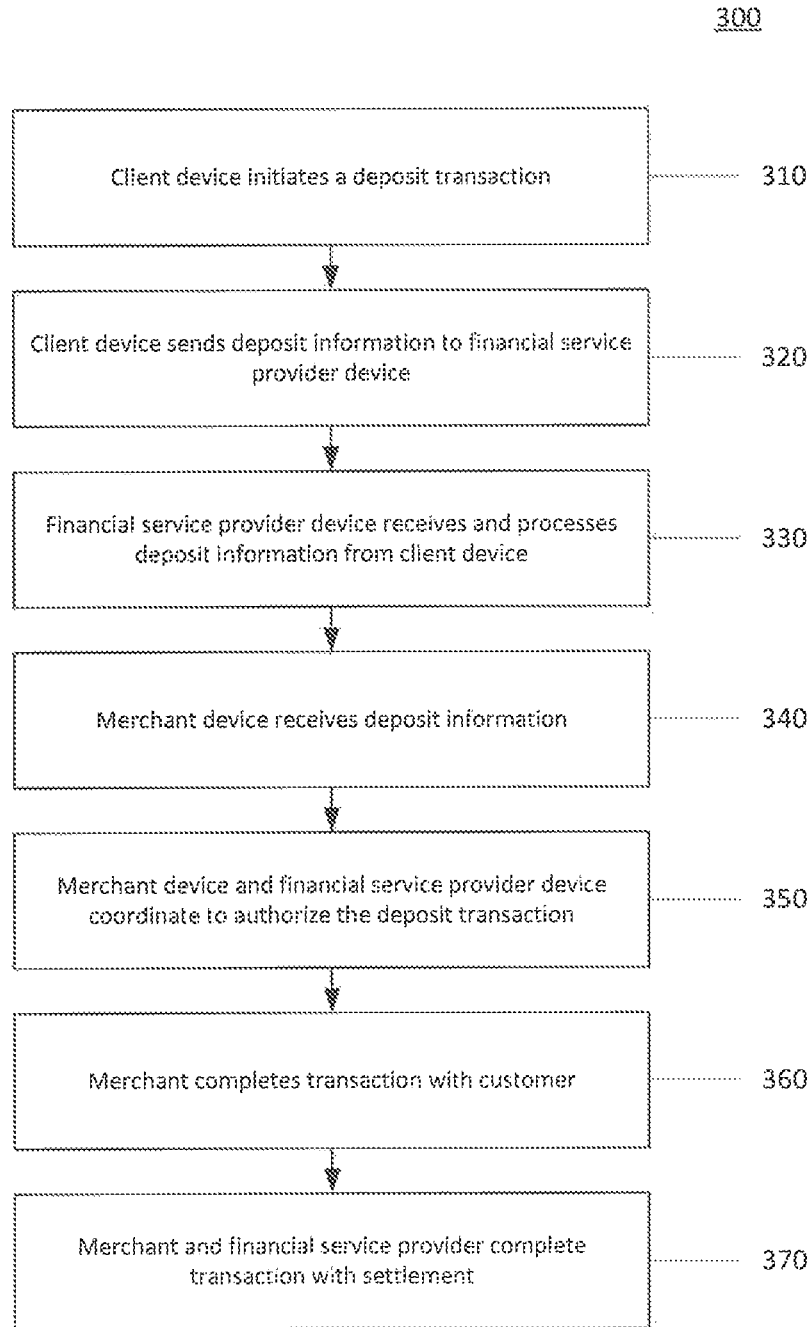 300
Client device initiates a deposit transaction
310
Client device sends deposit information to financial service
provider device
320
Financial service provider device receives and processes
deposit information from client device
330
Merchant device receives deposit information
340
Merchant device and financial service provider device
coordinate to authorize the deposit transaction
350
Merchant completes transaction with customer
360
Merchant and financial service provider complete
transaction with settlement
370